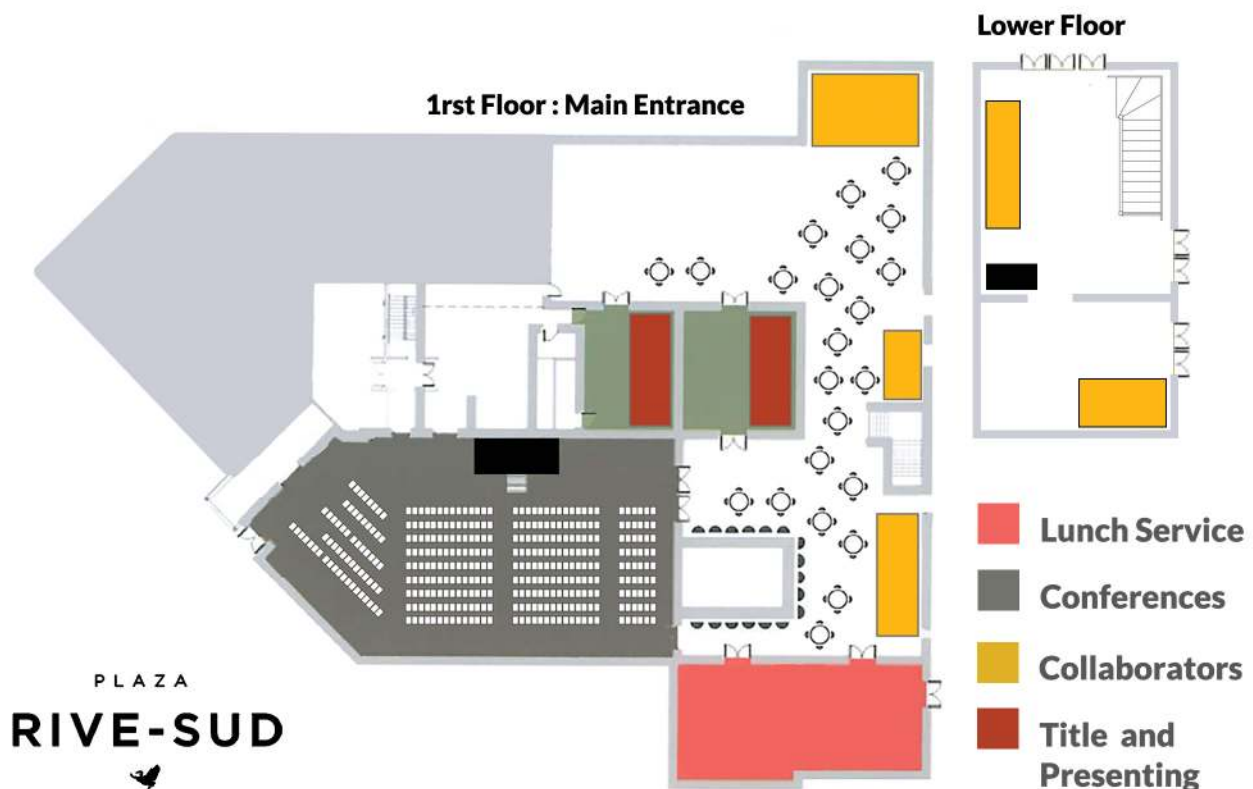 Lower Floor
1rst Floor : Main Entrance
Lunch Service
Conferences
Collaborators
Title and
Presenting
PLAZA
RIVE-SUD